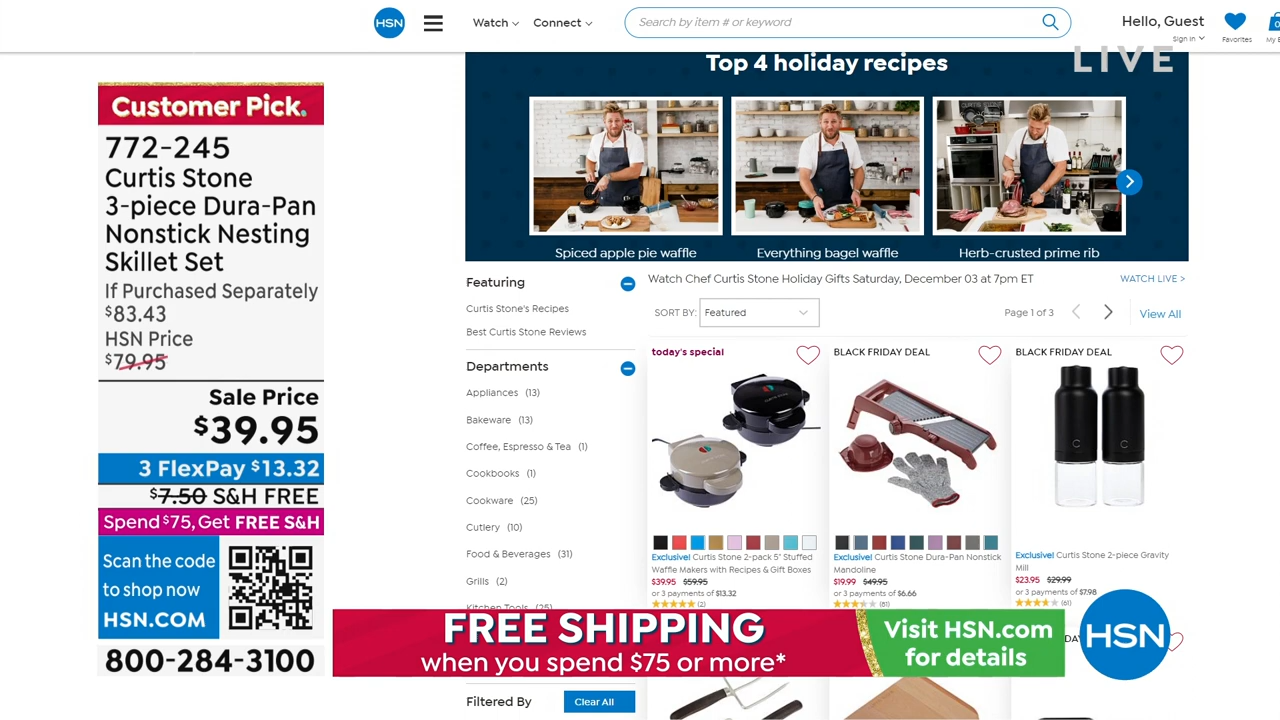 HSN
Watch
Connect
Search by item # or keyword
Hello, Guest
Sign In
Favorites
LIVE
Customer Pick.
772-245
Curtis Stone
3-piece Dura-Pan
Nonstick Nesting
Skillet Set
If Purchased Separately
$83.43
HSN Price
$79.95
Sale Price
$39.95
3 FlexPay $13.32
$7.50 S&H FREE
Spend $75, Get FREE S&H
Scan the code
to shop now
HSN.COM
800-284-3100
Top 4 holiday recipes
Spiced apple pie waffle
Everything bagel waffle
Herb-crusted prime rib
Featuring
Curtis Stone's Recipes
Best Curtis Stone Reviews
Departments
Appliances (13)
Bakeware (13)
Coffee, Espresso & Tea (1)
Cookbooks (1)
Cookware (25)
Cutlery (10)
Food & Beverages (31)
Grills (2)
Kitchen Tools (25)
Filtered By
Clear All
Watch Chef Curtis Stone Holiday Gifts Saturday, December 03 at 7pm ET
WATCH LIVE >
SORT BY: Featured
Page 1 of 3
View All
today's special
Exclusive! Curtis Stone 2-pack 5" Stuffed
Waffle Makers with Recipes & Gift Boxes
$39.95 $59.95
or 3 payments of $13.32
(2)
BLACK FRIDAY DEAL
Exclusive! Curtis Stone Dura-Pan Nonstick
Mandoline
$19.99 $49.95
or 3 payments of $6.66
(81)
BLACK FRIDAY DEAL
Exclusive! Curtis Stone 2-piece Gravity
Mill
$23.95 $29.99
or 3 payments of $7.98
(61)
FREE SHIPPING
when you spend $75 or more*
Visit HSN.com
for details
HSN